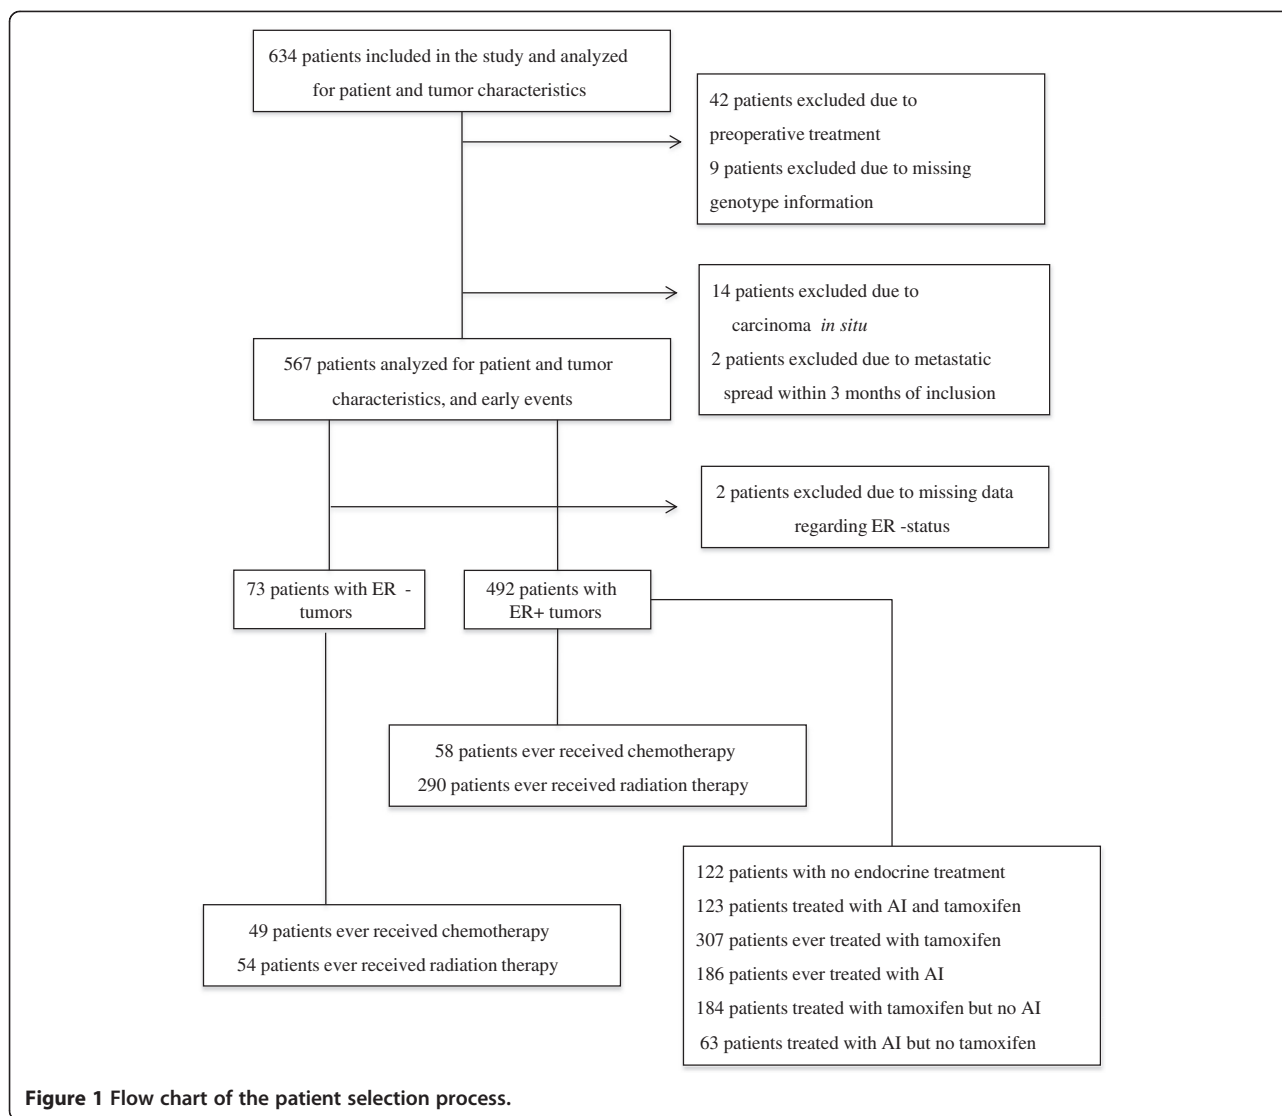 634 patients included in the study and analyzed
for patient and tumor characteristics
42 patients excluded due to
preoperative treatment
9 patients excluded due to missing
genotype information
14 patients excluded due to
carcinoma in situ
2 patients excluded due to metastatic
spread within 3 months of inclusion
567 patients analyzed for patient and tumor
characteristics, and early events
2 patients excluded due to missing data
regarding ER -status
73 patients with ER -
tumors
492 patients with
ER+ tumors
58 patients ever received chemotherapy
290 patients ever received radiation therapy
122 patients with no endocrine treatment
123 patients treated with AI and tamoxifen
307 patients ever treated with tamoxifen
186 patients ever treated with AI
184 patients treated with tamoxifen but no AI
63 patients treated with AI but no tamoxifen
49 patients ever received chemotherapy
54 patients ever received radiation therapy
Figure 1 Flow chart of the patient selection process.